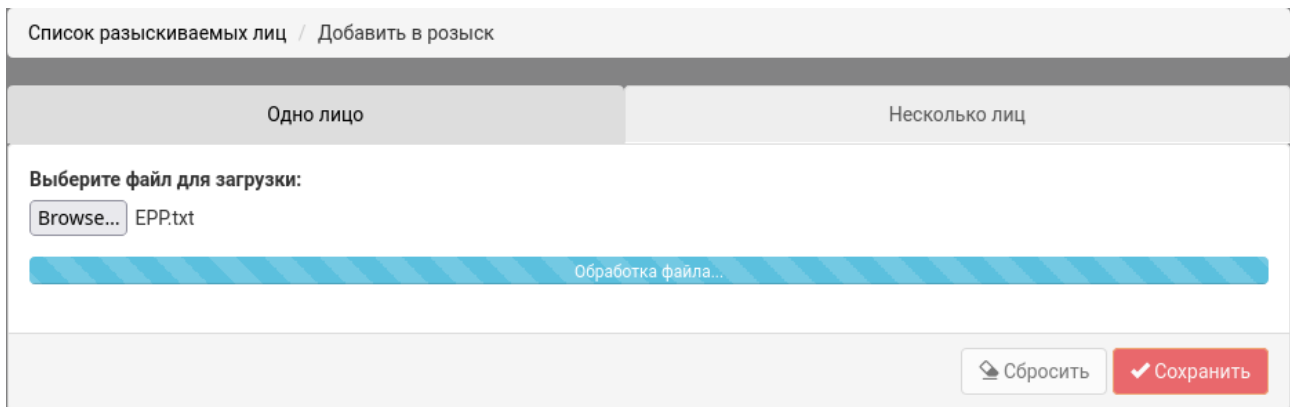 Список разыскиваемых лиц / Добавить в розыск
Одно лицо
Несколько лиц
Выберите файл для загрузки:
Browse... EPP.txt
Обработка файла...
Сбросить
Сохранить